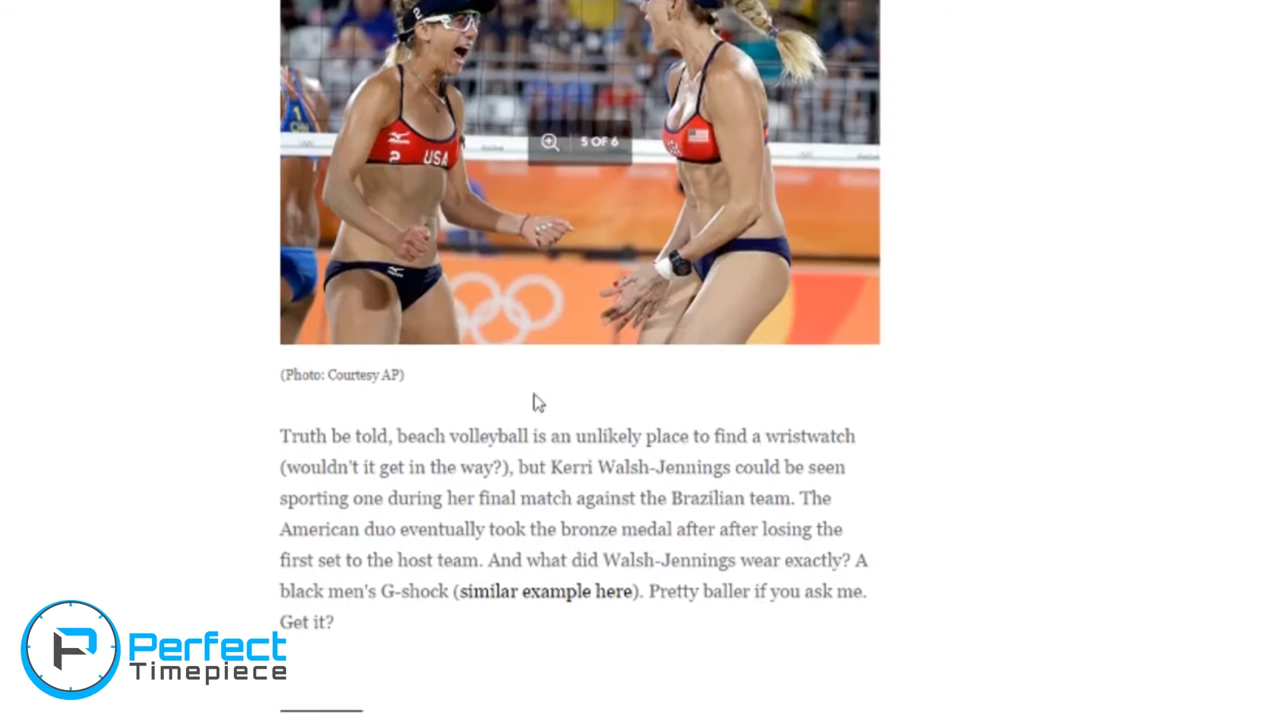 2
1
2
USA
5 OF 6
(Photo: Courtesy AP)
Truth be told, beach volleyball is an unlikely place to find a wristwatch
(wouldn't it get in the way?), but Kerri Walsh-Jennings could be seen
sporting one during her final match against the Brazilian team. The
American duo eventually took the bronze medal after after losing the
first set to the host team. And what did Walsh-Jennings wear exactly? A
black men's G-shock (similar example here). Pretty baller if you ask me.
Get it?
Perfect
Timepiece